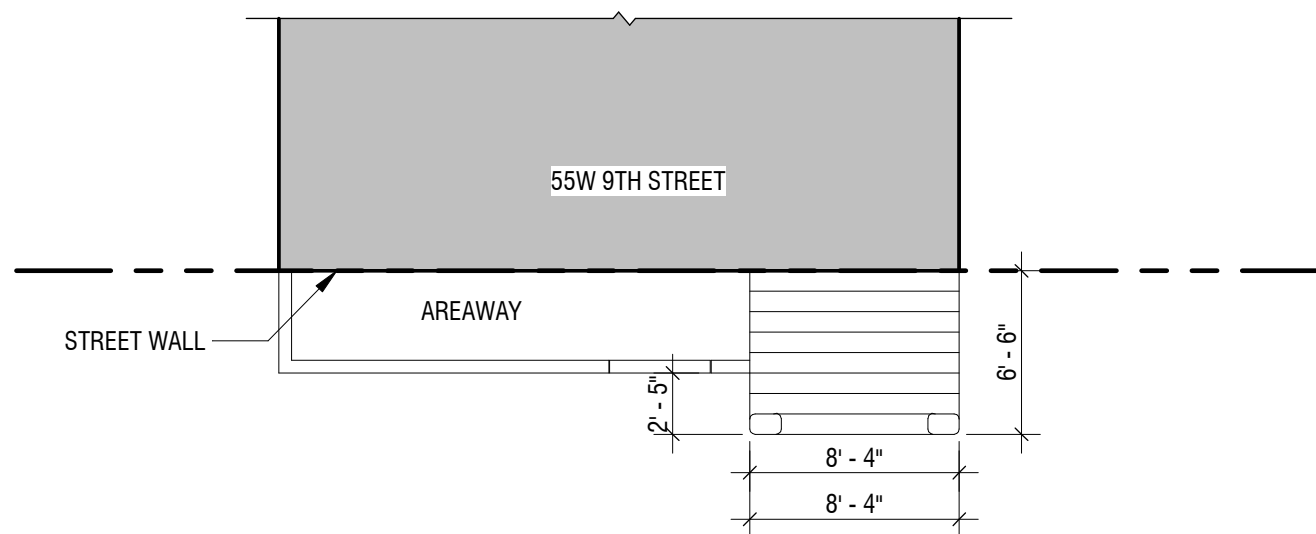 55W 9TH STREET
AREAWAY
STREET WALL
6' - 6"
2' - 5"
8' - 4"
8' - 4"